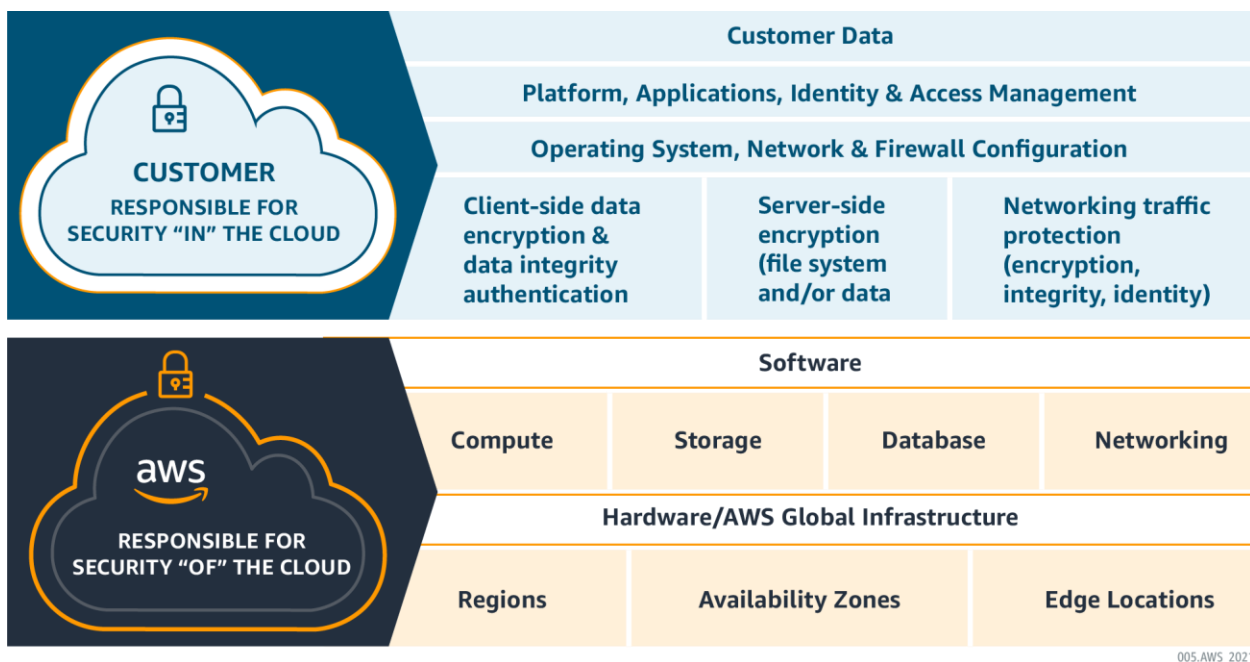 Customer Data
Platform, Applications, Identity & Access Management
Operating System, Network & Firewall Configuration
CUSTOMER
RESPONSIBLE FOR
SECURITY “IN” THE CLOUD
Client-side data
encryption &
data integrity
authentication
Server-side
encryption
(file system
and/or data
Networking traffic
protection
(encryption,
integrity, identity)
Software
Compute
Storage
Database
Networking
aws
RESPONSIBLE FOR
SECURITY “OF” THE CLOUD
Hardware/AWS Global Infrastructure
Regions
Availability Zones
Edge Locations
005.AWS 202